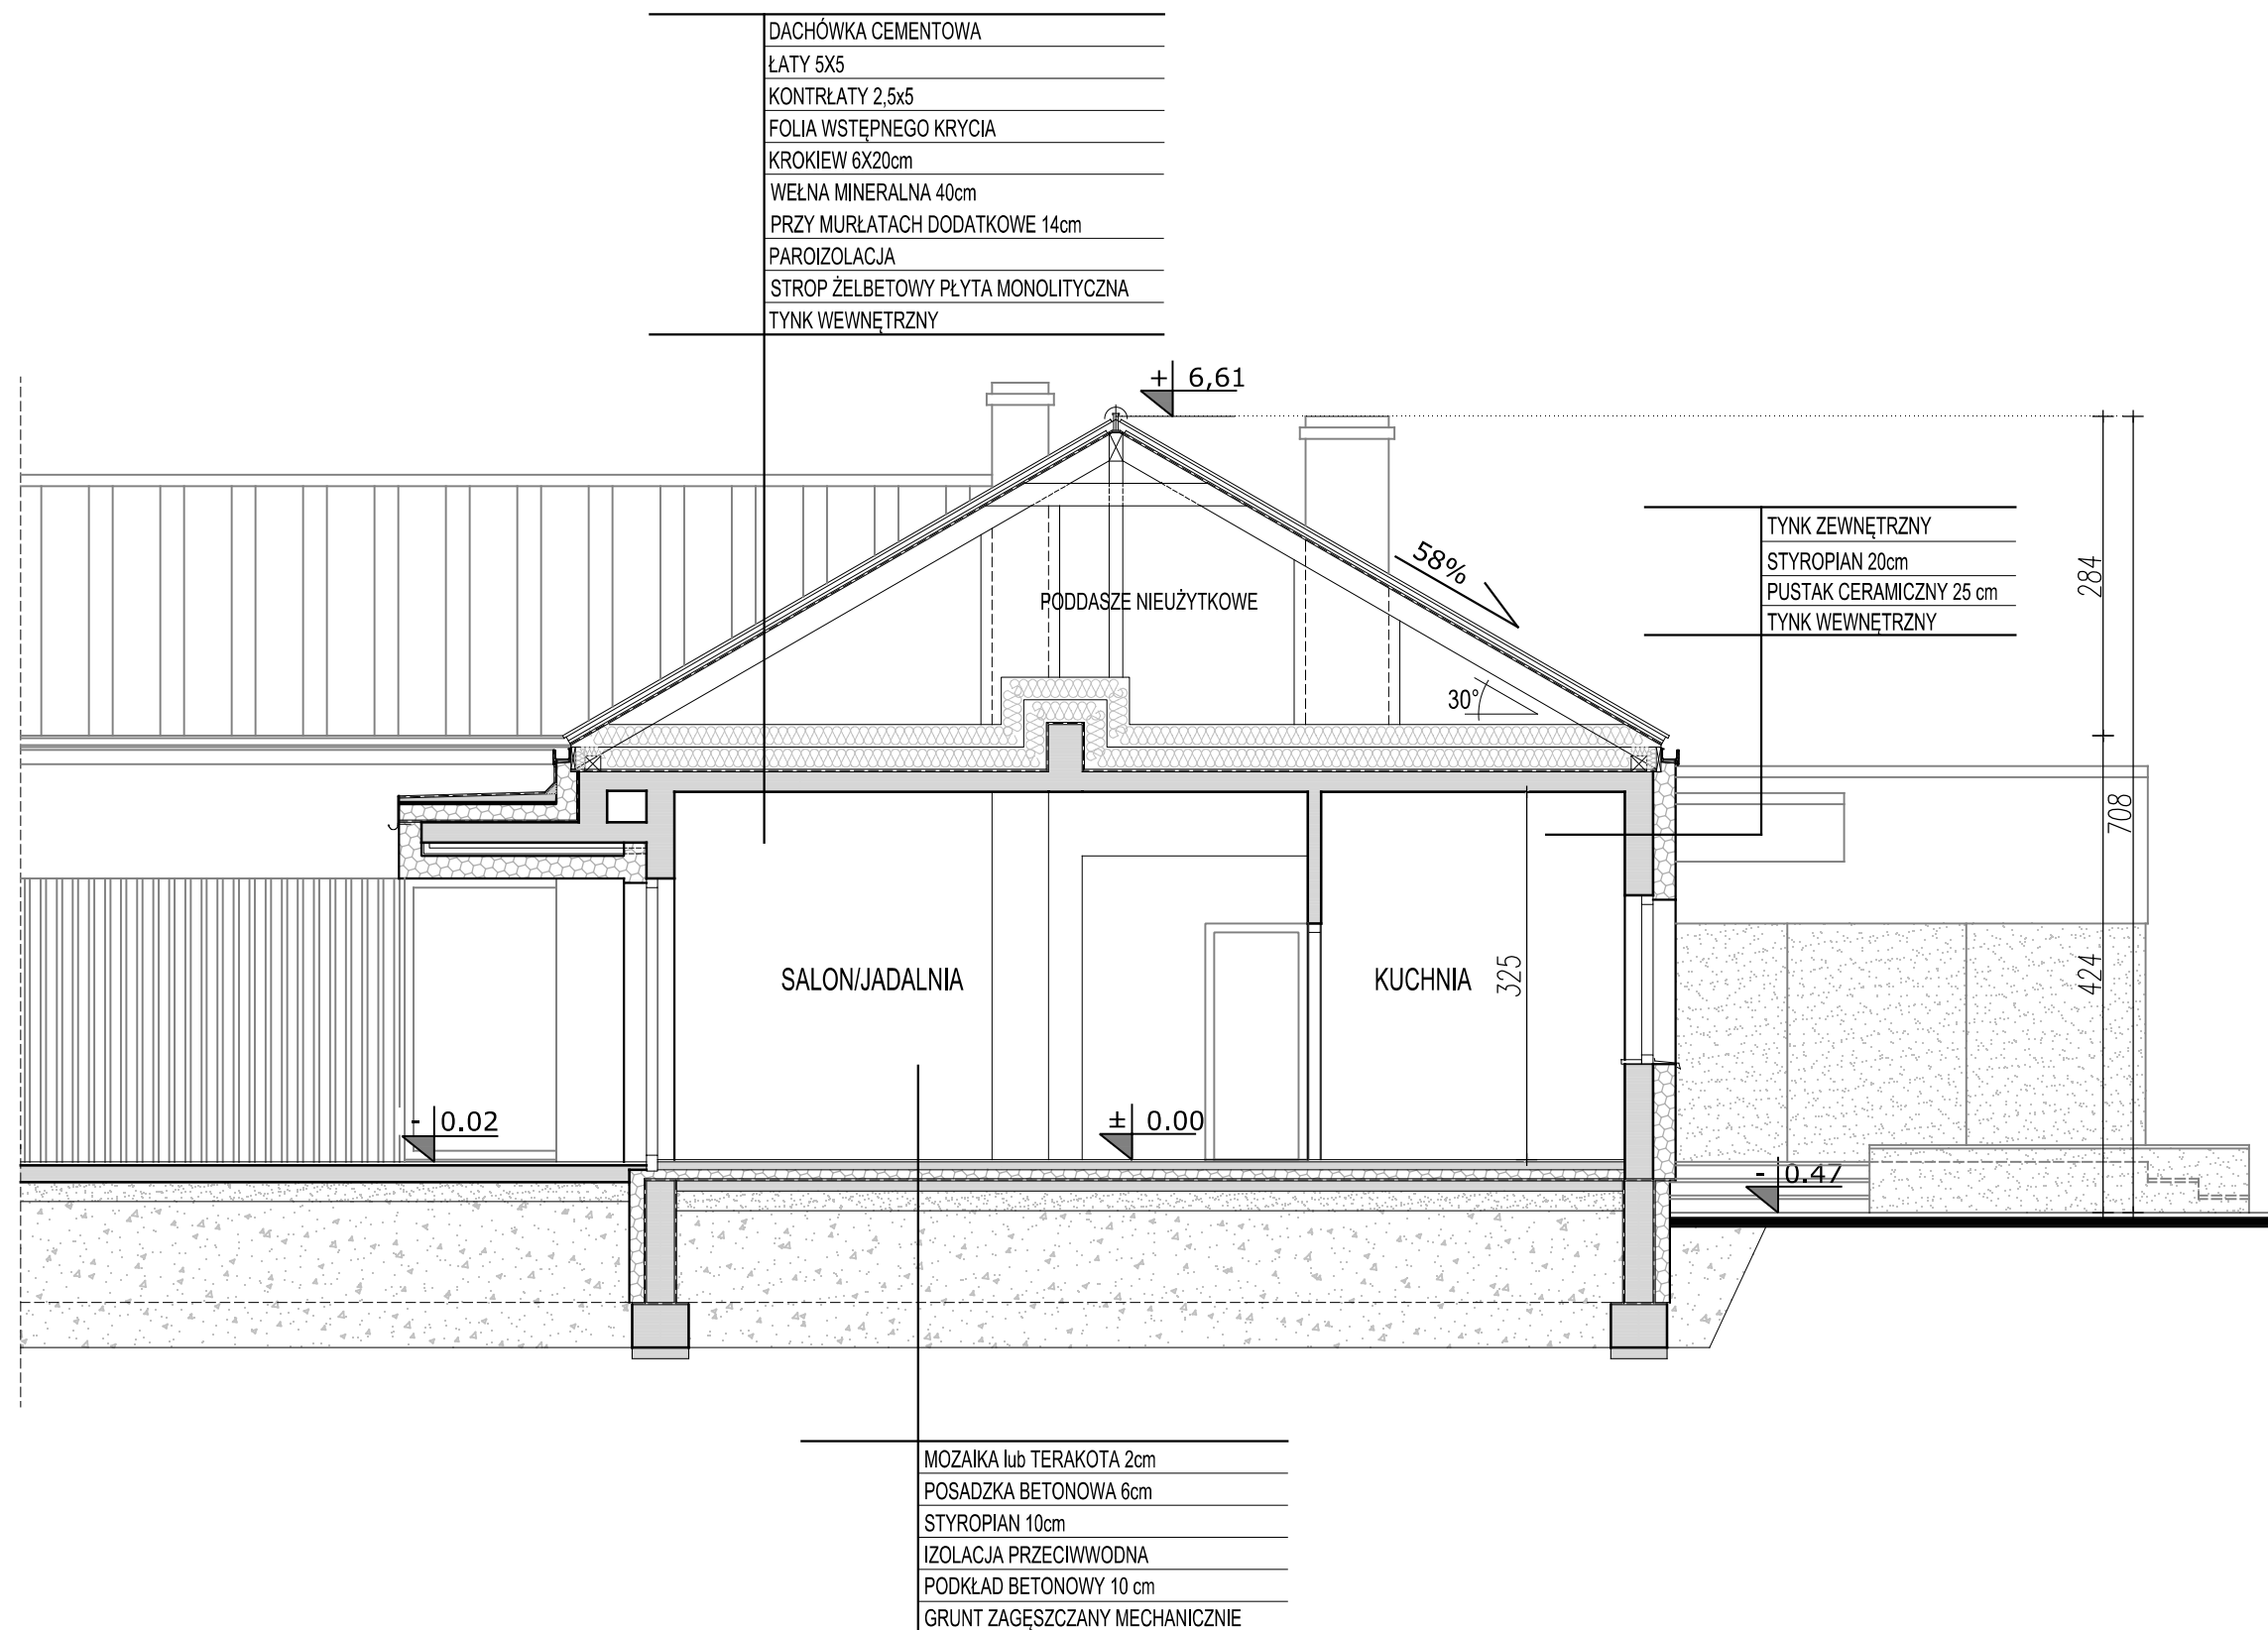 DACHÓWKA CEMENTOWA
ŁATY 5X5
KONTRŁATY 2,5x5
FOLIA WSTĘPNEGO KRYCIA
KROKIEW 6X20cm
WEŁNA MINERALNA 40cm
PRZY MURŁATACH DODATKOWE 14cm
PAROIZOLACJA
STROP ŻELBETOWY PŁYTA MONOLITYCZNA
TYNK WEWNĘTRZNY
+ 6,61
TYNK ZEWNĘTRZNY
STYROPIAN 20cm
PUSTAK CERAMICZNY 25 cm
TYNK WEWNĘTRZNY
58%
284
PODDASZE NIEUŻYTKOWE
30°
708
SALON/JADALNIA
KUCHNIA
325
424
- 0.02
± 0.00
- 0.47
MOZAIKA lub TERAKOTA 2cm
POSADZKA BETONOWA 6cm
STYROPIAN 10cm
IZOLACJA PRZECIWWODNA
PODKŁAD BETONOWY 10 cm
GRUNT ZAGĘSZCZANY MECHANICZNIE